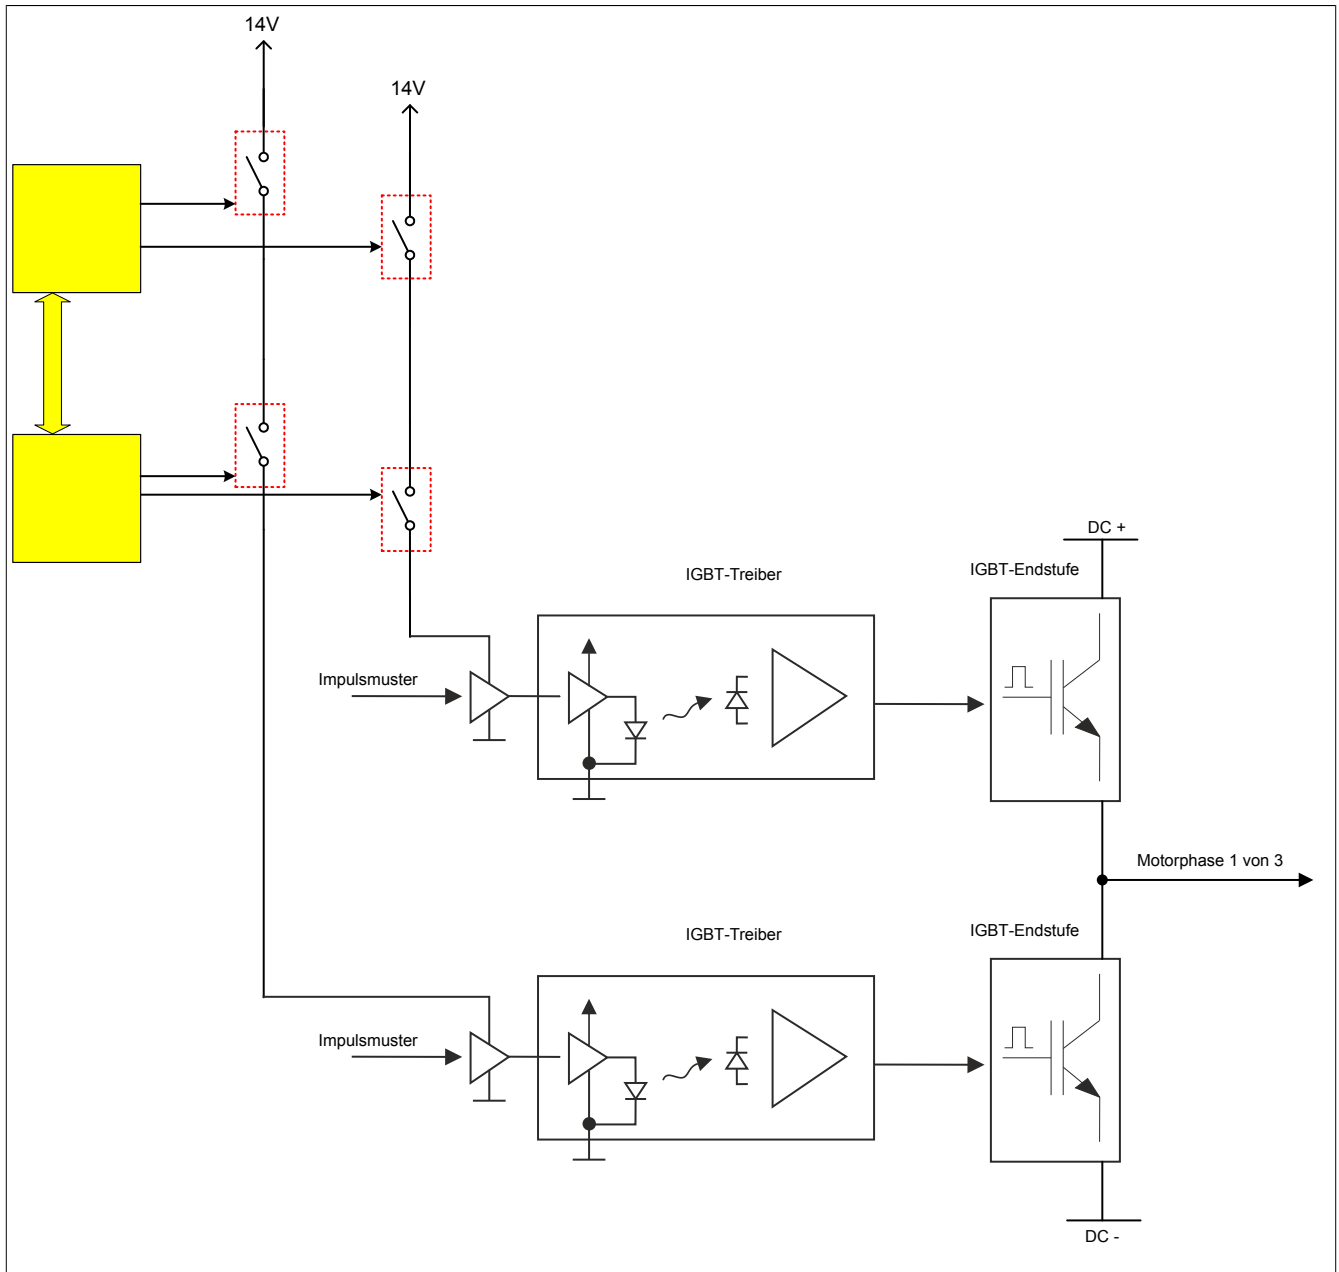 14V
14V
DC +
IGBT-Treiber
IGBT-Endstufe
Impulsmuster
Motorphase 1 von 3
IGBT-Treiber
IGBT-Endstufe
Impulsmuster
DC -